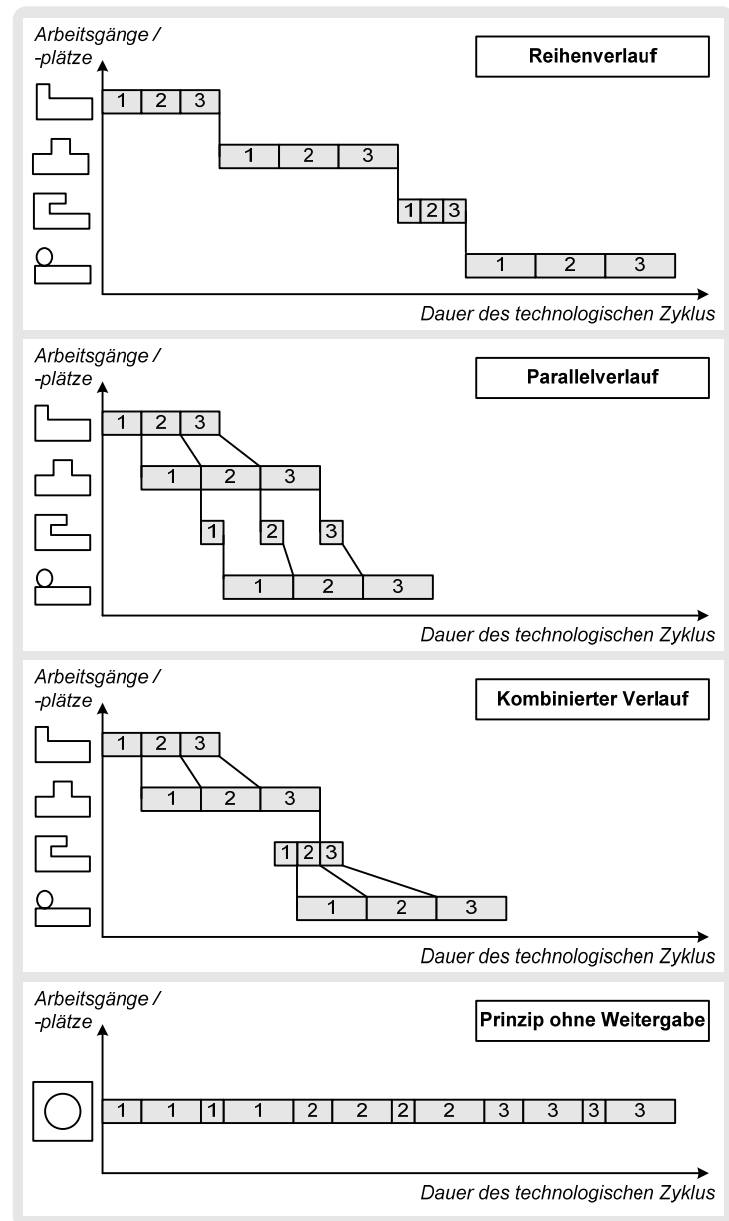 Arbeitsgänge /
-plätze
Reihenverlauf
1 2 3
1 2 3
1 2 3
1 2 3
Dauer des technologischen Zyklus
Arbeitsgänge /
-plätze
Parallelverlauf
1 2 3
1 2 3
1 2 3
1 2 3
Dauer des technologischen Zyklus
Arbeitsgänge /
-plätze
Kombinierter Verlauf
1 2 3
1 2 3
1 2 3
1 2 3
Dauer des technologischen Zyklus
Arbeitsgänge /
-plätze
Prinzip ohne Weitergabe
1 1 1 1 2 2 2 2 3 3 3 3
Dauer des technologischen Zyklus